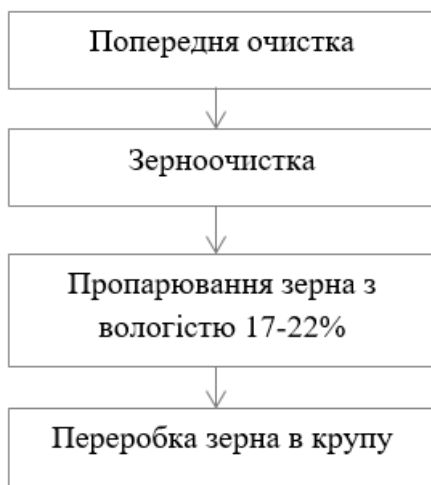 Попередня очистка
Зерноочистка
Пропарювання зерна з
вологістю 17-22%
Переробка зерна в крупу